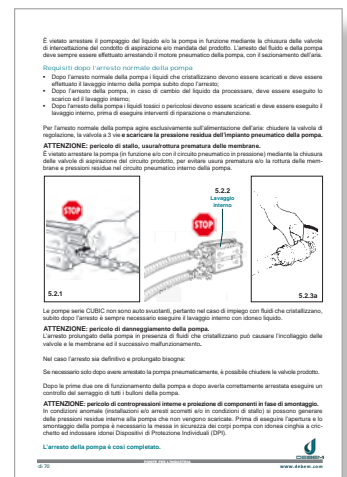 È vietato arrestare il pompaggio del liquido e/o la pompa in funzione mediante la chiusura delle valvole
di intercettazione del condotto di aspirazione e/o mandata del prodotto. L'arresto del fluido e della pompa
deve sempre essere effettuato arrestando il motore pneumatico della pompa, con il sezionamento dell'aria.
Requisiti dopo l'arresto normale della pompa
• Dopo l'arresto normale della pompa i liquidi che cristallizzano devono essere scaricati e deve essere
effettuato il lavaggio interno della pompa subito dopo l'arresto;
• Dopo l'arresto della pompa, in caso di cambio del liquido da processare, deve essere eseguito lo
scarico ed il lavaggio interno;
• Dopo l'arresto della pompa i liquidi tossici o pericolosi devono essere scaricati e deve essere eseguito il
lavaggio interno, prima di eseguire interventi di riparazione o manutenzione.
Per l'arresto normale della pompa agire esclusivamente sull'alimentazione dell'aria: chiudere la valvola di
regolazione, la valvola a 3 vie e scaricare la pressione residua dell'impianto pneumatico della pompa.
ATTENZIONE: pericolo di stallo, usura/rottura prematura delle membrane.
È vietato arrestare la pompa (in funzione e/o con il circuito pneumatico in pressione) mediante la chiusura
delle valvole di aspirazione del circuito prodotto, per evitare usura prematura e/o la rottura delle mem-
brane e pressioni residue nel circuito pneumatico interno della pompa.
STOP
5.2.1
5.2.2
Lavaggio
interno
STOP
5.2.3a
Le pompe serie CUBIC non sono auto svuotanti, pertanto nel caso di impiego con fluidi che cristallizzano,
subito dopo l'arresto è sempre necessario eseguire il lavaggio interno con idoneo liquido.
ATTENZIONE: pericolo di danneggiamento della pompa.
L'arresto prolungato della pompa in presenza di fluidi che cristallizzano può causare l'incollaggio delle
valvole e le membrane ed il successivo malfunzionamento.
Nel caso l'arresto sia definitivo e prolungato bisogna:
Se necessario solo dopo avere arrestato la pompa pneumaticamente, è possibile chiudere le valvole prodotto.
Dopo le prime due ore di funzionamento della pompa e dopo averla correttamente arrestata eseguire un
controllo del serraggio di tutti i bulloni della pompa.
ATTENZIONE: pericolo di contropressioni interne e proiezione di componenti in fase di smontaggio.
In condizioni anomale (installazioni e/o arresti scorretti e/o in condizioni di stallo) si possono generare
delle pressioni residue interne alla pompa che non vengono scaricate. Prima di eseguire l'apertura e lo
smontaggio della pompa è necessario la massa in sicurezza dei corpi pompa con idonea cinghia a cric-
chetto ed indossare idonei Dispositivi di Protezione Individuali (DPI).
L'arresto della pompa è così completato.
DEBEM
www.debem.com